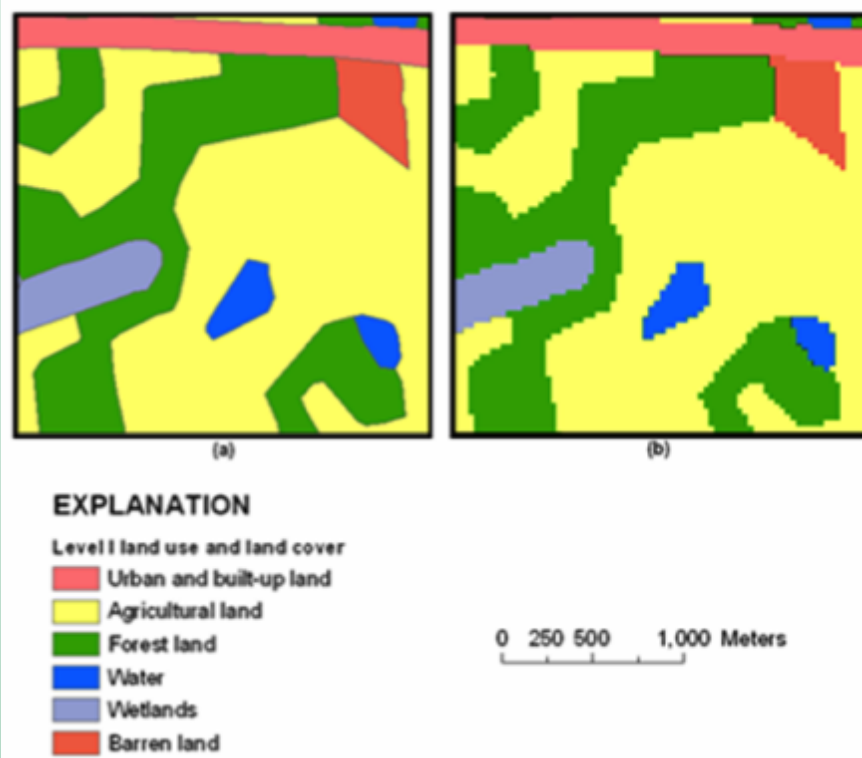 (a)
(b)
EXPLANATION
Level I land use and land cover
Urban and built-up land
Agricultural land
Forest land
Water
Wetlands
Barren land
0 250 500 1,000 Meters